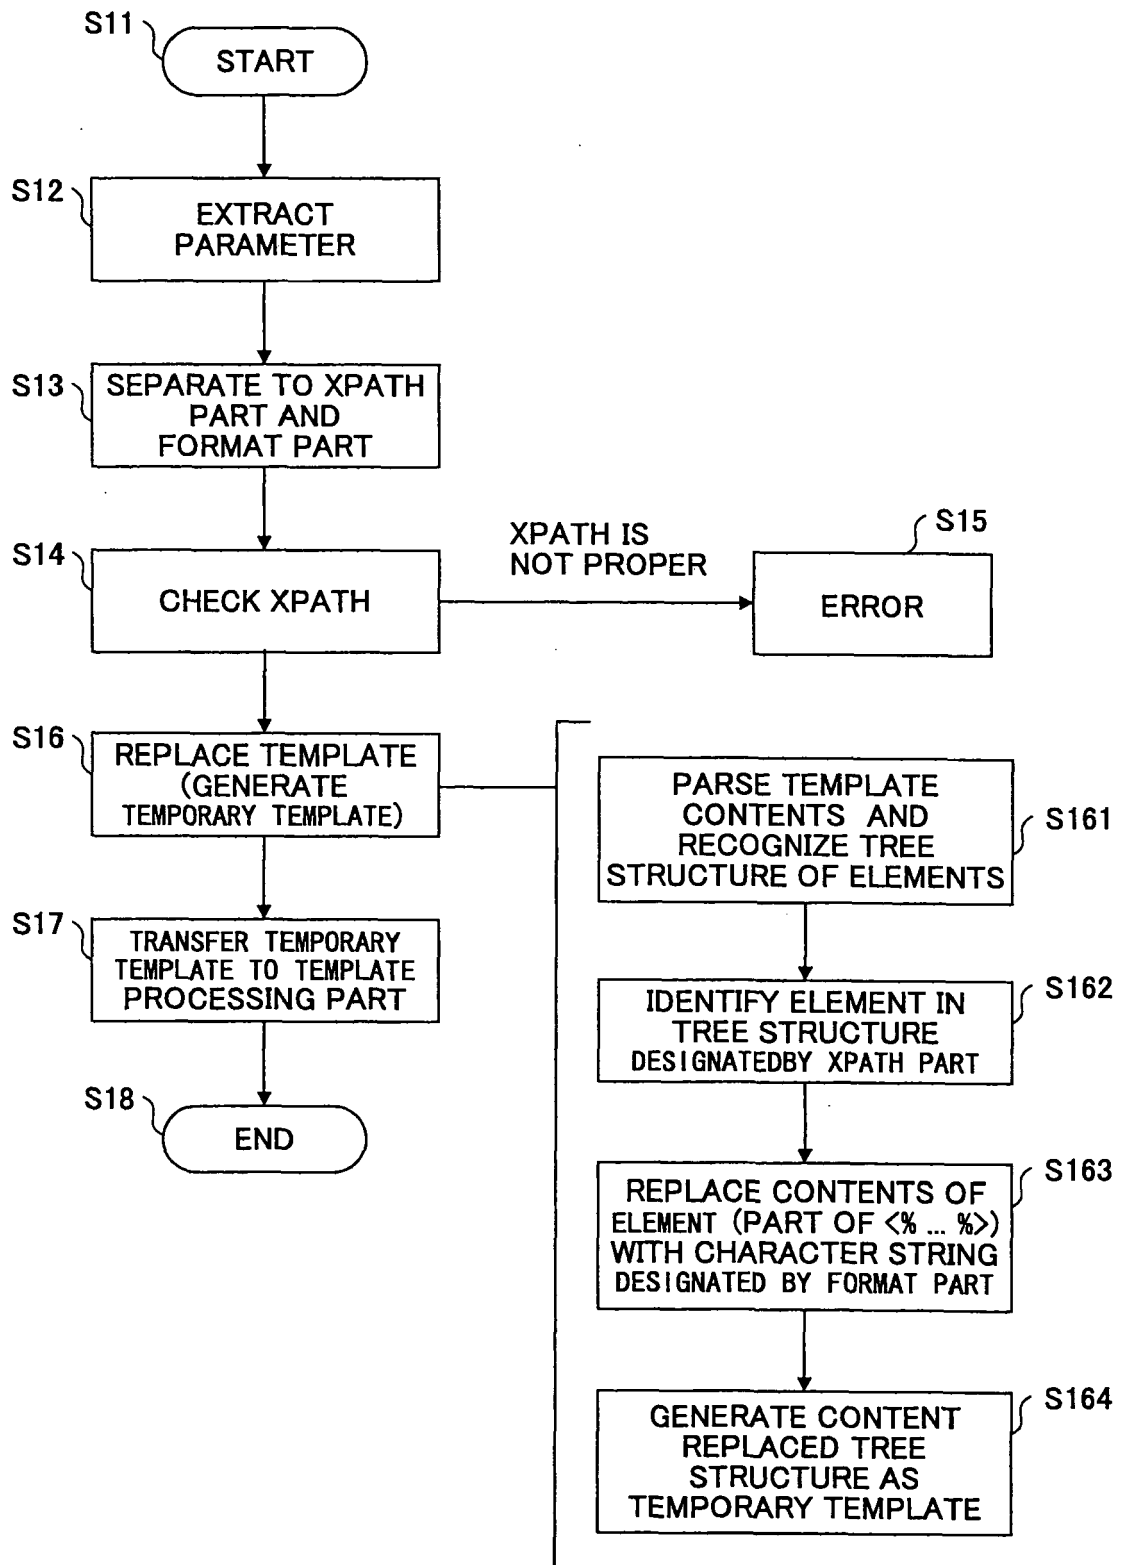 S11
START
S12
EXTRACT
PARAMETER
S13
SEPARATE TO XPATH
PART AND
FORMAT PART
S14
CHECK XPATH
XPATH IS
NOT PROPER
S15
ERROR
S16
REPLACE TEMPLATE
(GENERATE
TEMPORARY TEMPLATE)
S17
TRANSFER TEMPORARY
TEMPLATE TO TEMPLATE
PROCESSING PART
S18
END
PARSE TEMPLATE
CONTENTS AND
RECOGNIZE TREE
STRUCTURE OF ELEMENTS
S161
IDENTIFY ELEMENT IN
TREE STRUCTURE
DESIGNATEDBY XPATH PART
S162
REPLACE CONTENTS OF
ELEMENT (PART OF <% ... %>)
WITH CHARACTER STRING
DESIGNATED BY FORMAT PART
S163
GENERATE CONTENT
REPLACED TREE
STRUCTURE AS
TEMPORARY TEMPLATE
S164